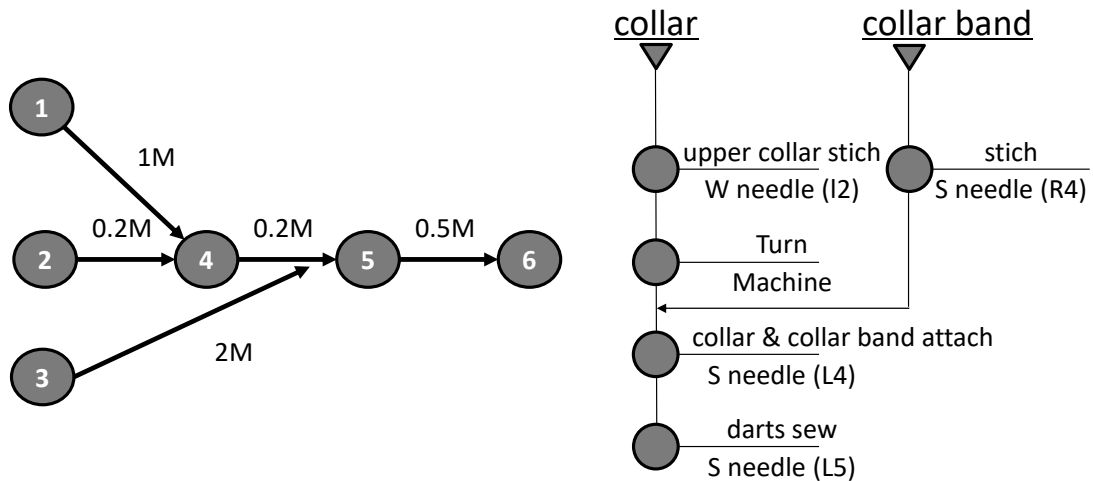 1
1M
2
0.2M
4
0.2M
5
0.5M
6
3
2M
collar
collar band
upper collar stich
W needle (l2)
stich
S needle (R4)
Turn
Machine
collar & collar band attach
S needle (L4)
darts sew
S needle (L5)